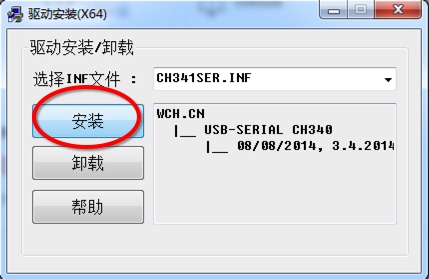 驱动安装(X64)
驱动安装/卸载
选择INF文件 : CH341SER.INF
安装
卸载
帮助
WCH.CN
|__ USB-SERIAL CH340
|__ 08/08/2014, 3.4.2014